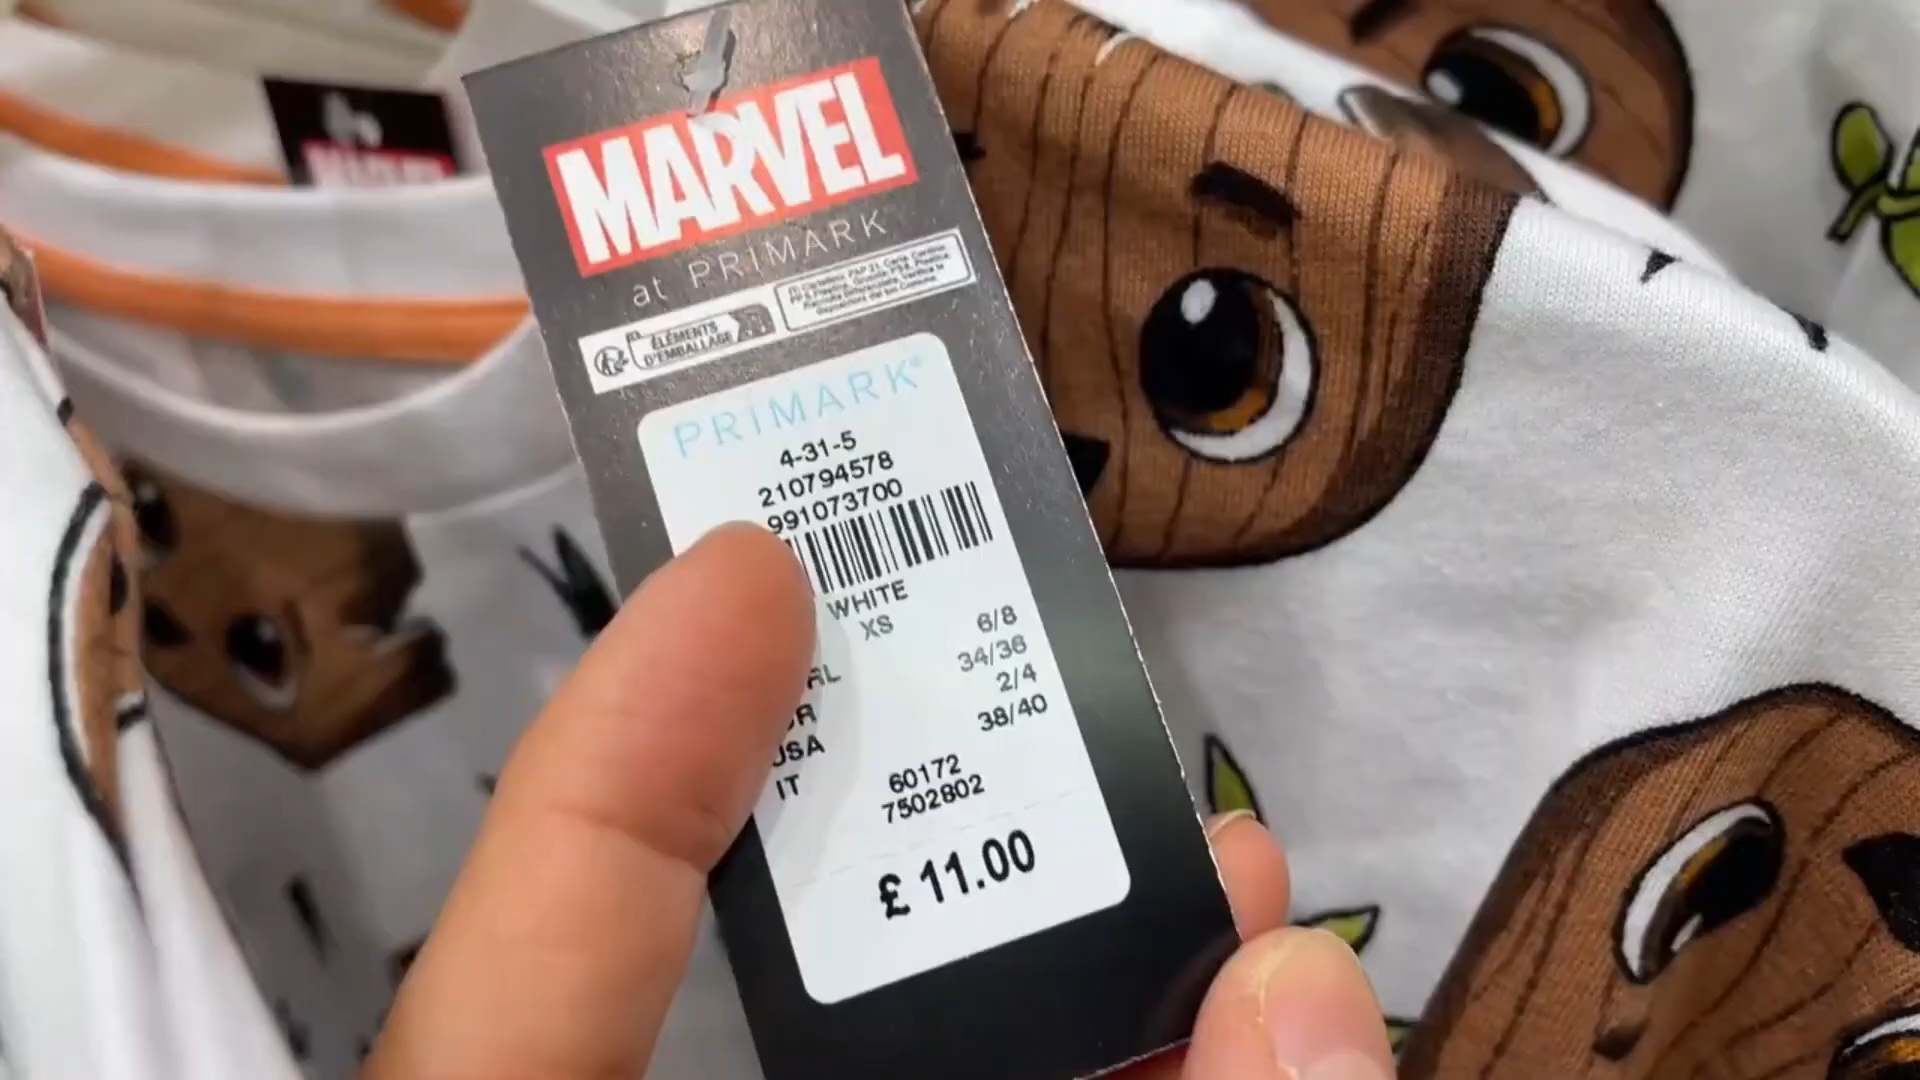 MARVEL
at PRIMARK
ÉLÉMENTS
D'EMBALLAGE
PRIMARK®
4-31-5
210794578
991073700
WHITE
XS
6/8
RL 34/36
USA 2/4
IT 38/40
60172
7502802
£ 11.00